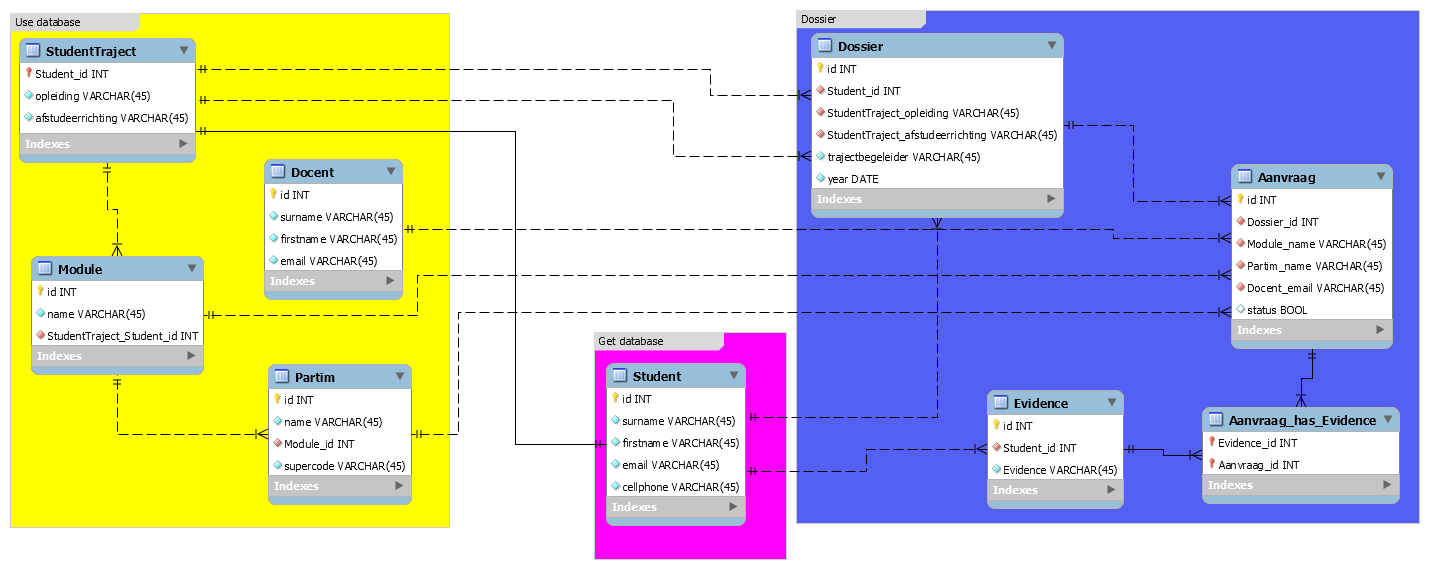 Use database
StudentTraject
Student_id INT
opleiding VARCHAR(45)
afstudeerrichting VARCHAR(45)
Indexes
Docent
id INT
surname VARCHAR(45)
firstname VARCHAR(45)
email VARCHAR(45)
Indexes
Module
id INT
name VARCHAR(45)
StudentTraject_Student_id INT
Indexes
Partim
id INT
name VARCHAR(45)
Module_id INT
supercode VARCHAR(45)
Indexes
Get database
Student
id INT
surname VARCHAR(45)
firstname VARCHAR(45)
email VARCHAR(45)
cellphone VARCHAR(45)
Indexes
Dossier
Dossier
id INT
Student_id INT
StudentTraject_opleiding VARCHAR(45)
StudentTraject_afstudeerrichting VARCHAR(45)
trajectbegeleider VARCHAR(45)
year DATE
Indexes
Aanvraag
id INT
Dossier_id INT
Module_name VARCHAR(45)
Partim_name VARCHAR(45)
Docent_email VARCHAR(45)
status BOOL
Indexes
Evidence
id INT
Student_id INT
Evidence VARCHAR(45)
Indexes
Aanvraag_has_Evidence
Evidence_id INT
Aanvraag_id INT
Indexes